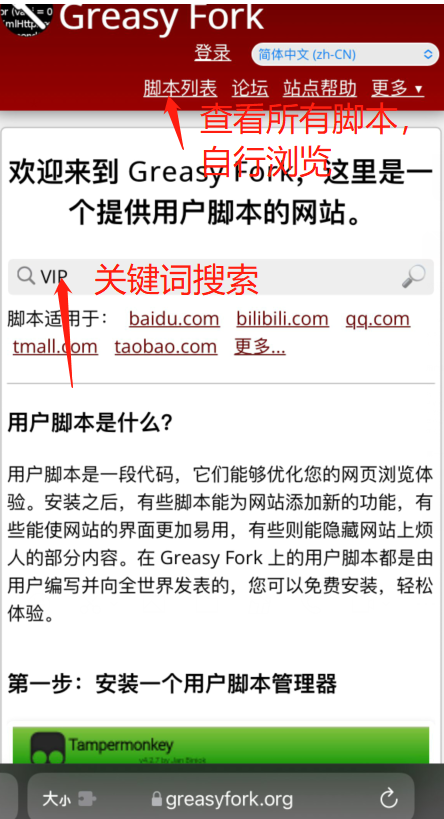 or (var i = 0
Greasy Fork
登录
简体中文 (zh-CN)
脚本列表 论坛 站点帮助 更多 ▼
查看所有脚本，
自行浏览
欢迎来到 Greasy Fork，这里是一
个提供用户脚本的网站。
VIP
关键词搜索
脚本适用于： baidu.com bilibili.com qq.com
tmall.com taobao.com 更多...
用户脚本是什么？
用户脚本是一段代码，它们能够优化您的网页浏览体
验。安装之后，有些脚本能为网站添加新的功能，有
些能使网站的界面更加易用，有些则能隐藏网站上烦
人的部分内容。在 Greasy Fork 上的用户脚本都是由
用户编写并向全世界发表的，您可以免费安装，轻松
体验。
第一步：安装一个用户脚本管理器
Tampermonkey
v4.2.7 by Jan Biniok
大小
greasyfork.org